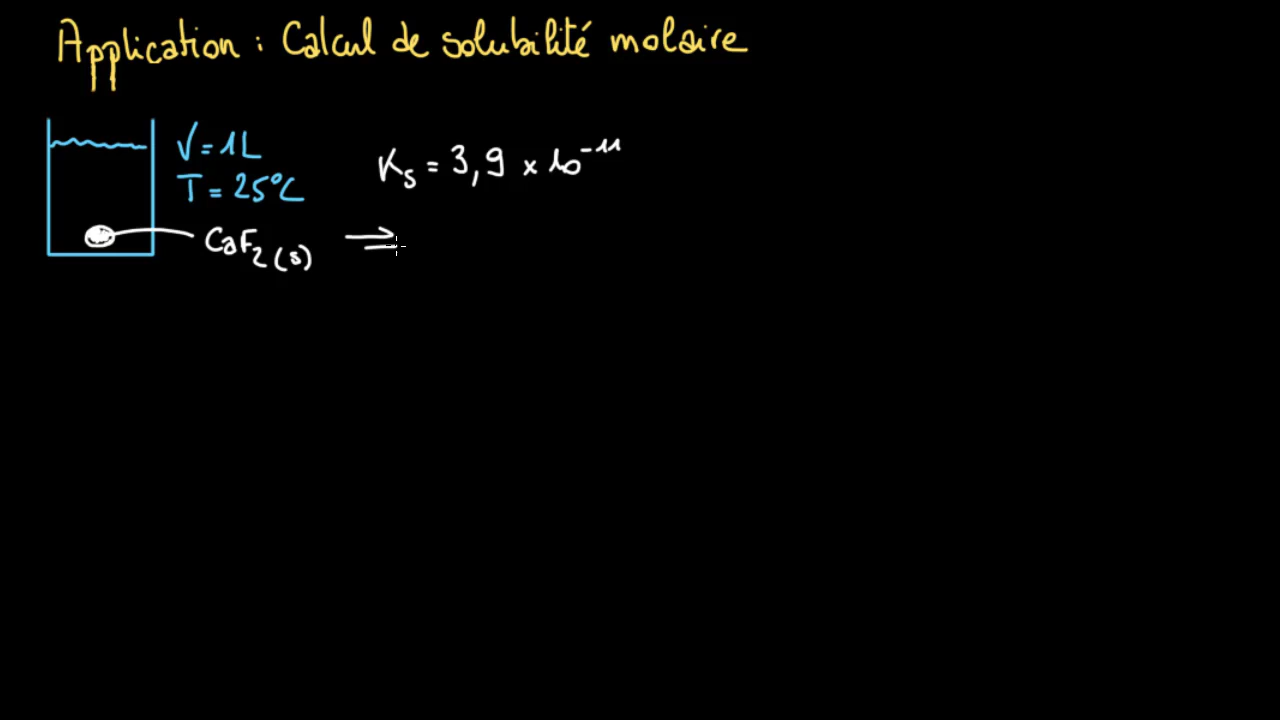 Application : Calcul de solubilité molaire
V = 1L
T = 25°C
Ks = 3,9 × 10⁻¹¹
CaF₂(s) ⇌